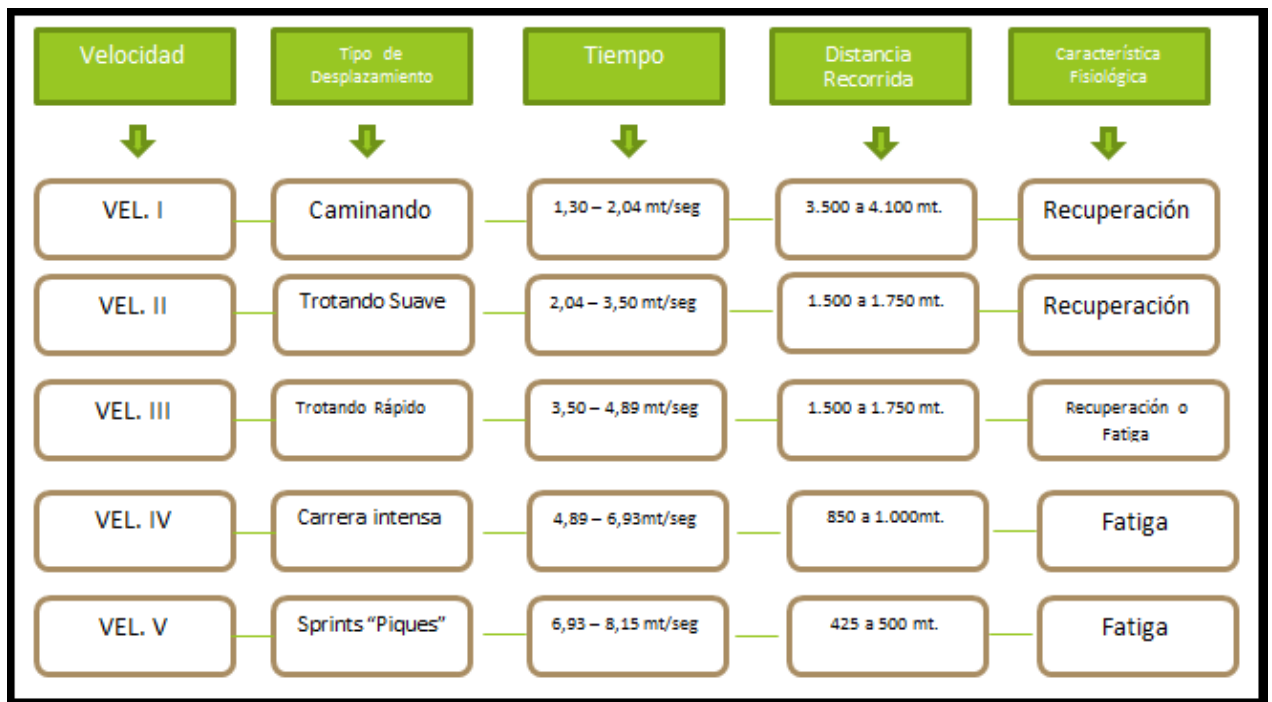 Velocidad
Tipo de
Desplazamiento
Tiempo
Distancia
Recorrida
Característica
Fisiológica
VEL. I
Caminando
1,30 – 2,04 mt/seg
3.500 a 4.100 mt.
Recuperación
VEL. II
Trotando Suave
2,04 – 3,50 mt/seg
1.500 a 1.750 mt.
Recuperación
VEL. III
Trotando Rápido
3,50 – 4,89 mt/seg
1.500 a 1.750 mt.
Recuperación o
Fatiga
VEL. IV
Carrera intensa
4,89 – 6,93mt/seg
850 a 1.000mt.
Fatiga
VEL. V
Sprints “Piques”
6,93 – 8,15 mt/seg
425 a 500 mt.
Fatiga